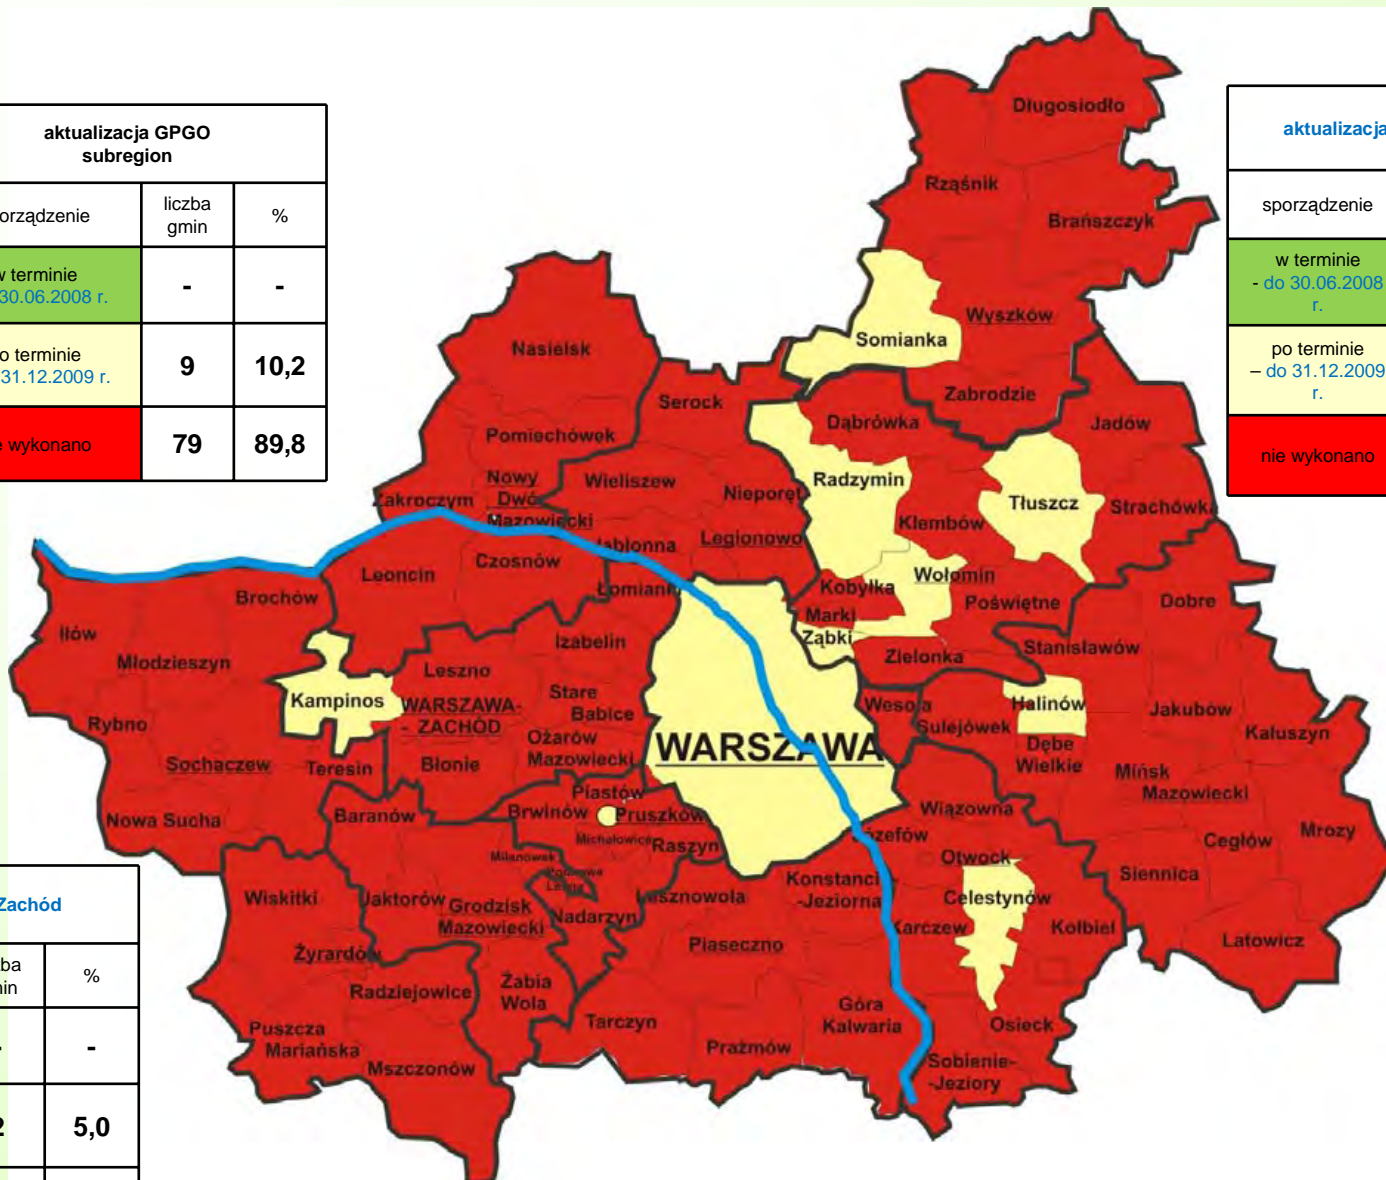 aktualizacja GPGO
subregion
orządzenie
liczba
gmin
%
w terminie
30.06.2008 r.
-
-
o terminie
31.12.2009 r.
9
10,2
wykonano
79
89,8
aktualizacja
sporządzenie
w terminie
- do 30.06.2008
r.
po terminie
– do 31.12.2009
r.
nie wykonano
Zachód
%
-
5,0
Długosiodło
Rząśnik
Brańszczyk
Wyszków
Somianka
Zabrodzie
Nasielsk
Serock
Dąbrówka
Jadów
Pomiechówek
Nowy
Dwór
Mazowiecki
Zakroczym
Wieliszew
Nieporęt
Radzymin
Tłuszcz
Strachówka
Klembów
Legionowo
Jabłonna
Czosnów
Leoncin
Łomianki
Kobyłka
Wołomin
Poświętne
Dobre
Brochów
Iłów
Młodzieszyn
Izabelin
Marki
Ząbki
Zielonka
Stanisławów
Leszno
Kampinos
WARSZAWA-
- ZACHÓD
Stare
Babice
Wesoła
Sulejówek
Halinów
Jakubów
Kałuszyn
Rybno
Sochaczew
Teresin
Błonie
Ożarów
Mazowiecki
WARSZAWA
Dębe
Wielkie
Mińsk
Mazowiecki
Nowa Sucha
Baranów
Brwinów
Piastów
Pruszków
Michałowice
Raszyn
Józefów
Wiązowna
Cegłów
Mrozy
Milanówek
Podkowa
Leśna
Otwock
Siennica
Wiskitki
Jaktorów
Grodzisk
Mazowiecki
Nadarzyn
Lesznowola
Konstancin-
-Jeziorna
Celestynów
Karczew
Kołbiel
Latowicz
Żyrardów
Piaseczno
Radziejowice
Żabia
Wola
Góra
Kalwaria
Osieck
Puszcza
Mariańska
Tarczyn
Prażmów
Mszczonów
Sobienie-
-Jeziory